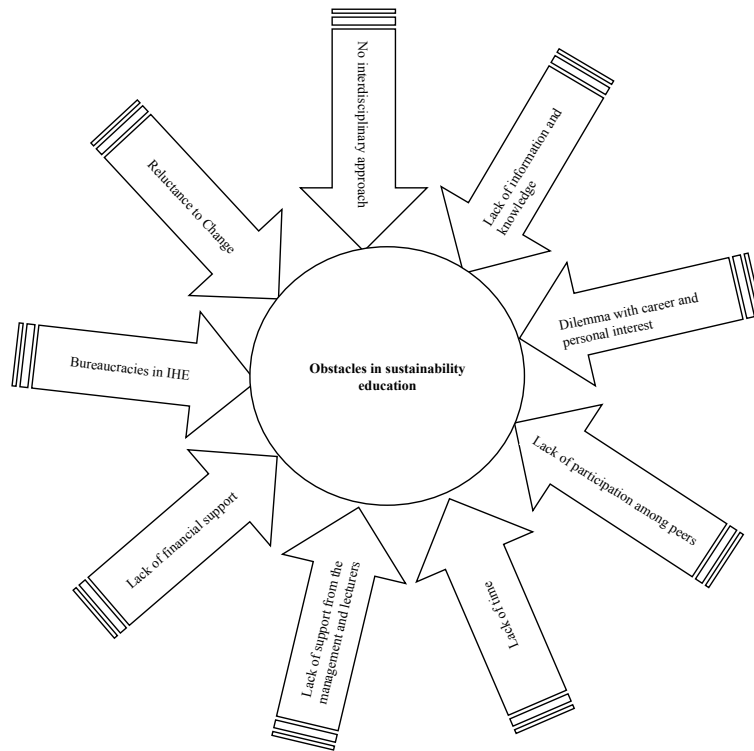 No interdisciplinary approach
Lack of information and
knowledge
Dilemma with career and
personal interest
Lack of participation among peers
Lack of time
Lack of support from the
management and lecturers
Lack of financial support
Bureaucracies in IHE
Reluctance to Change
Obstacles in sustainability
education